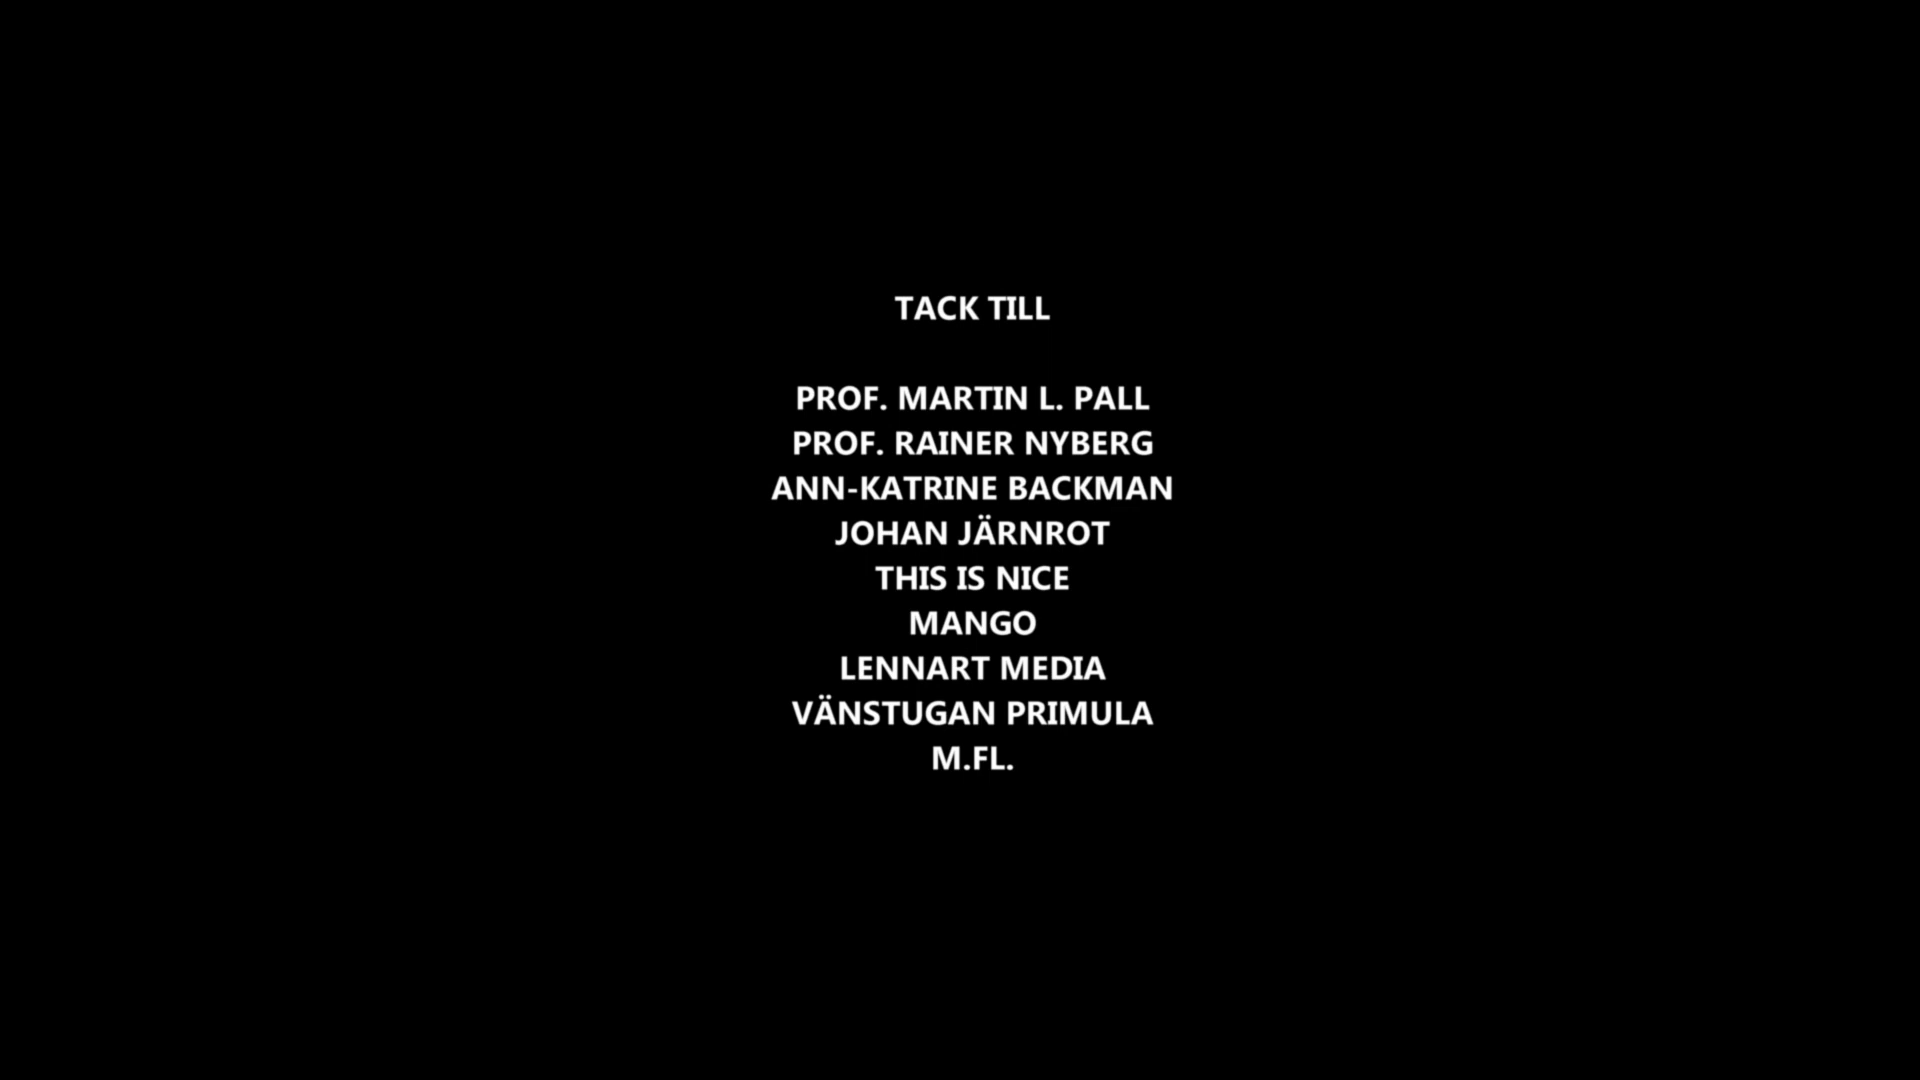 TACK TILL
PROF. MARTIN L. PALL
PROF. RAINER NYBERG
ANN-KATRINE BACKMAN
JOHAN JÄRNROT
THIS IS NICE
MANGO
LENNART MEDIA
VÄNSTUGAN PRIMULA
M.FL.